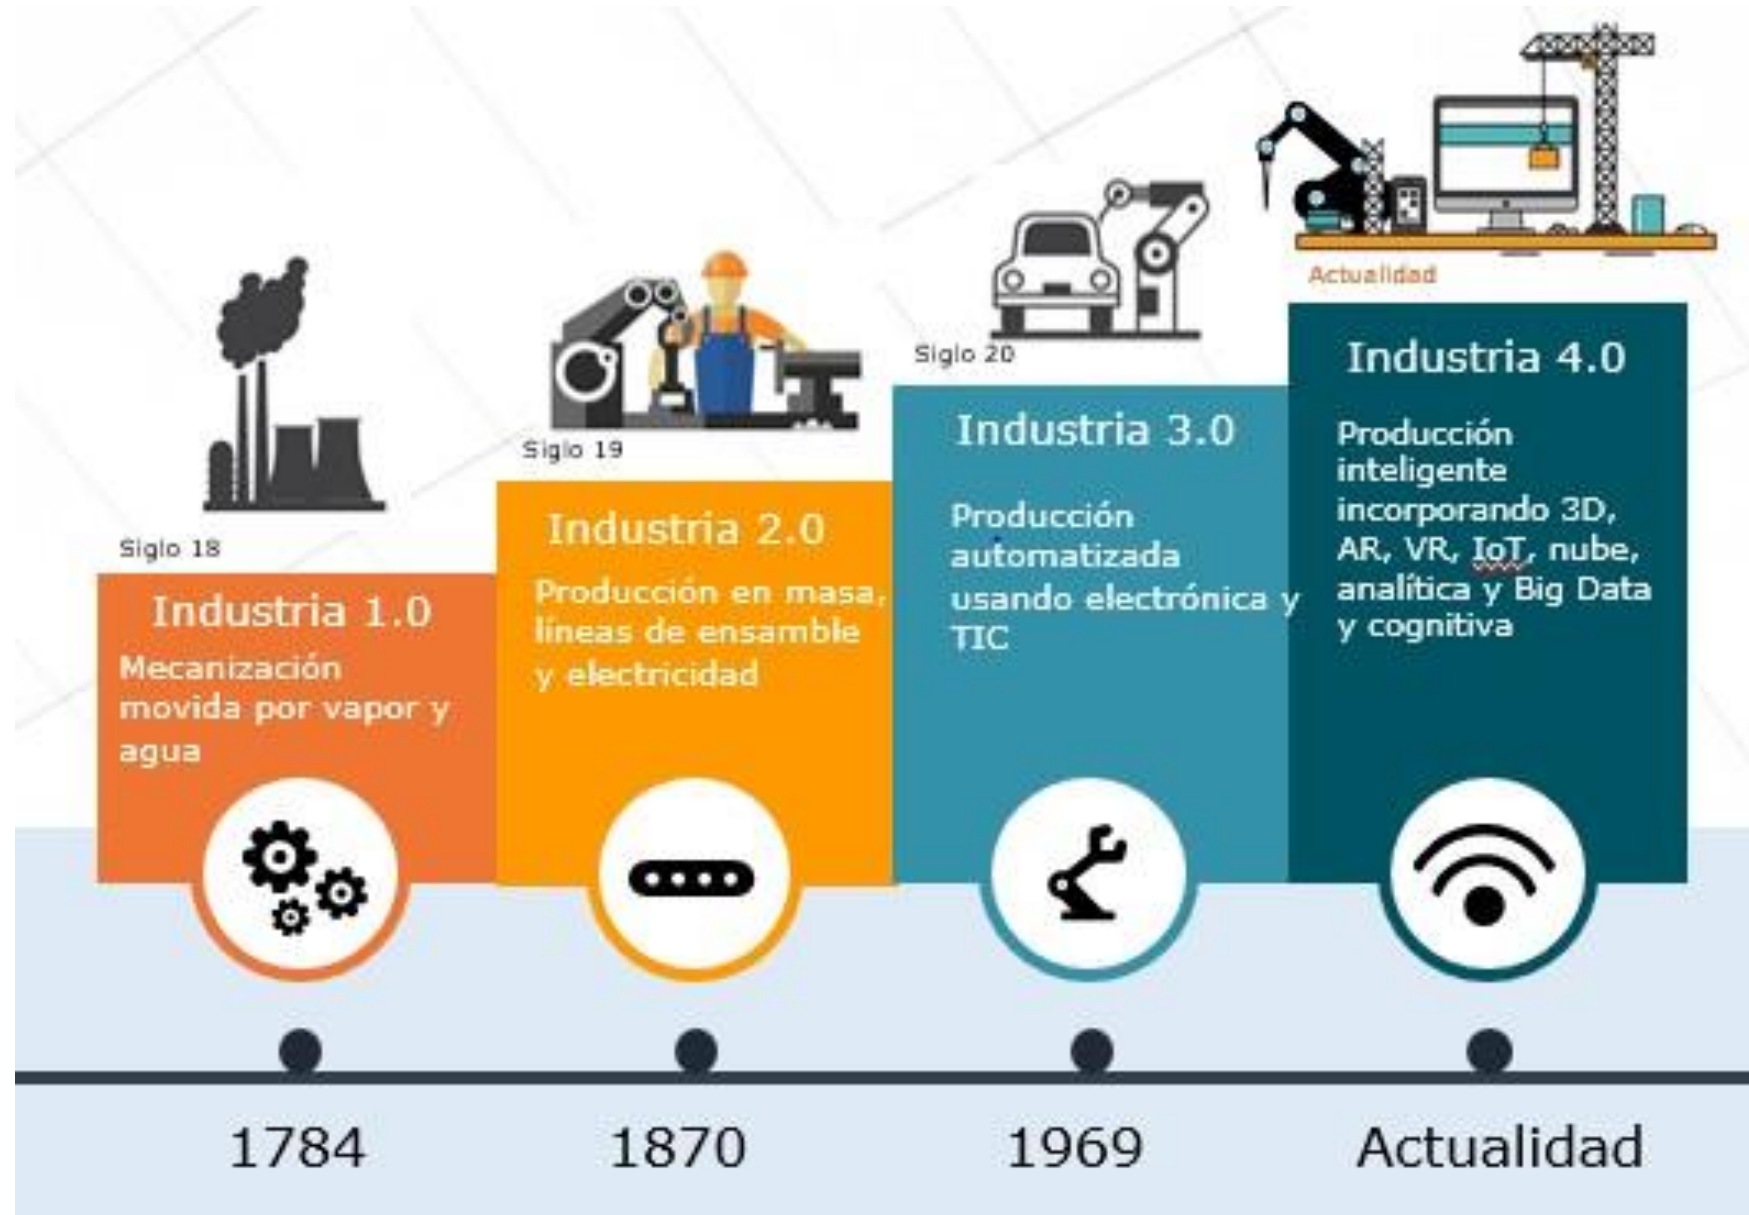 Siglo 18
Industria 1.0
Mecanización
movida por vapor y
agua
Siglo 19
Industria 2.0
Producción en masa,
líneas de ensamble
y electricidad
Siglo 20
Industria 3.0
Producción
automatizada
usando electrónica y
TIC
Actualidad
Industria 4.0
Producción
inteligente
incorporando 3D,
AR, VR, IoT, nube,
analítica y Big Data
y cognitiva
1784
1870
1969
Actualidad